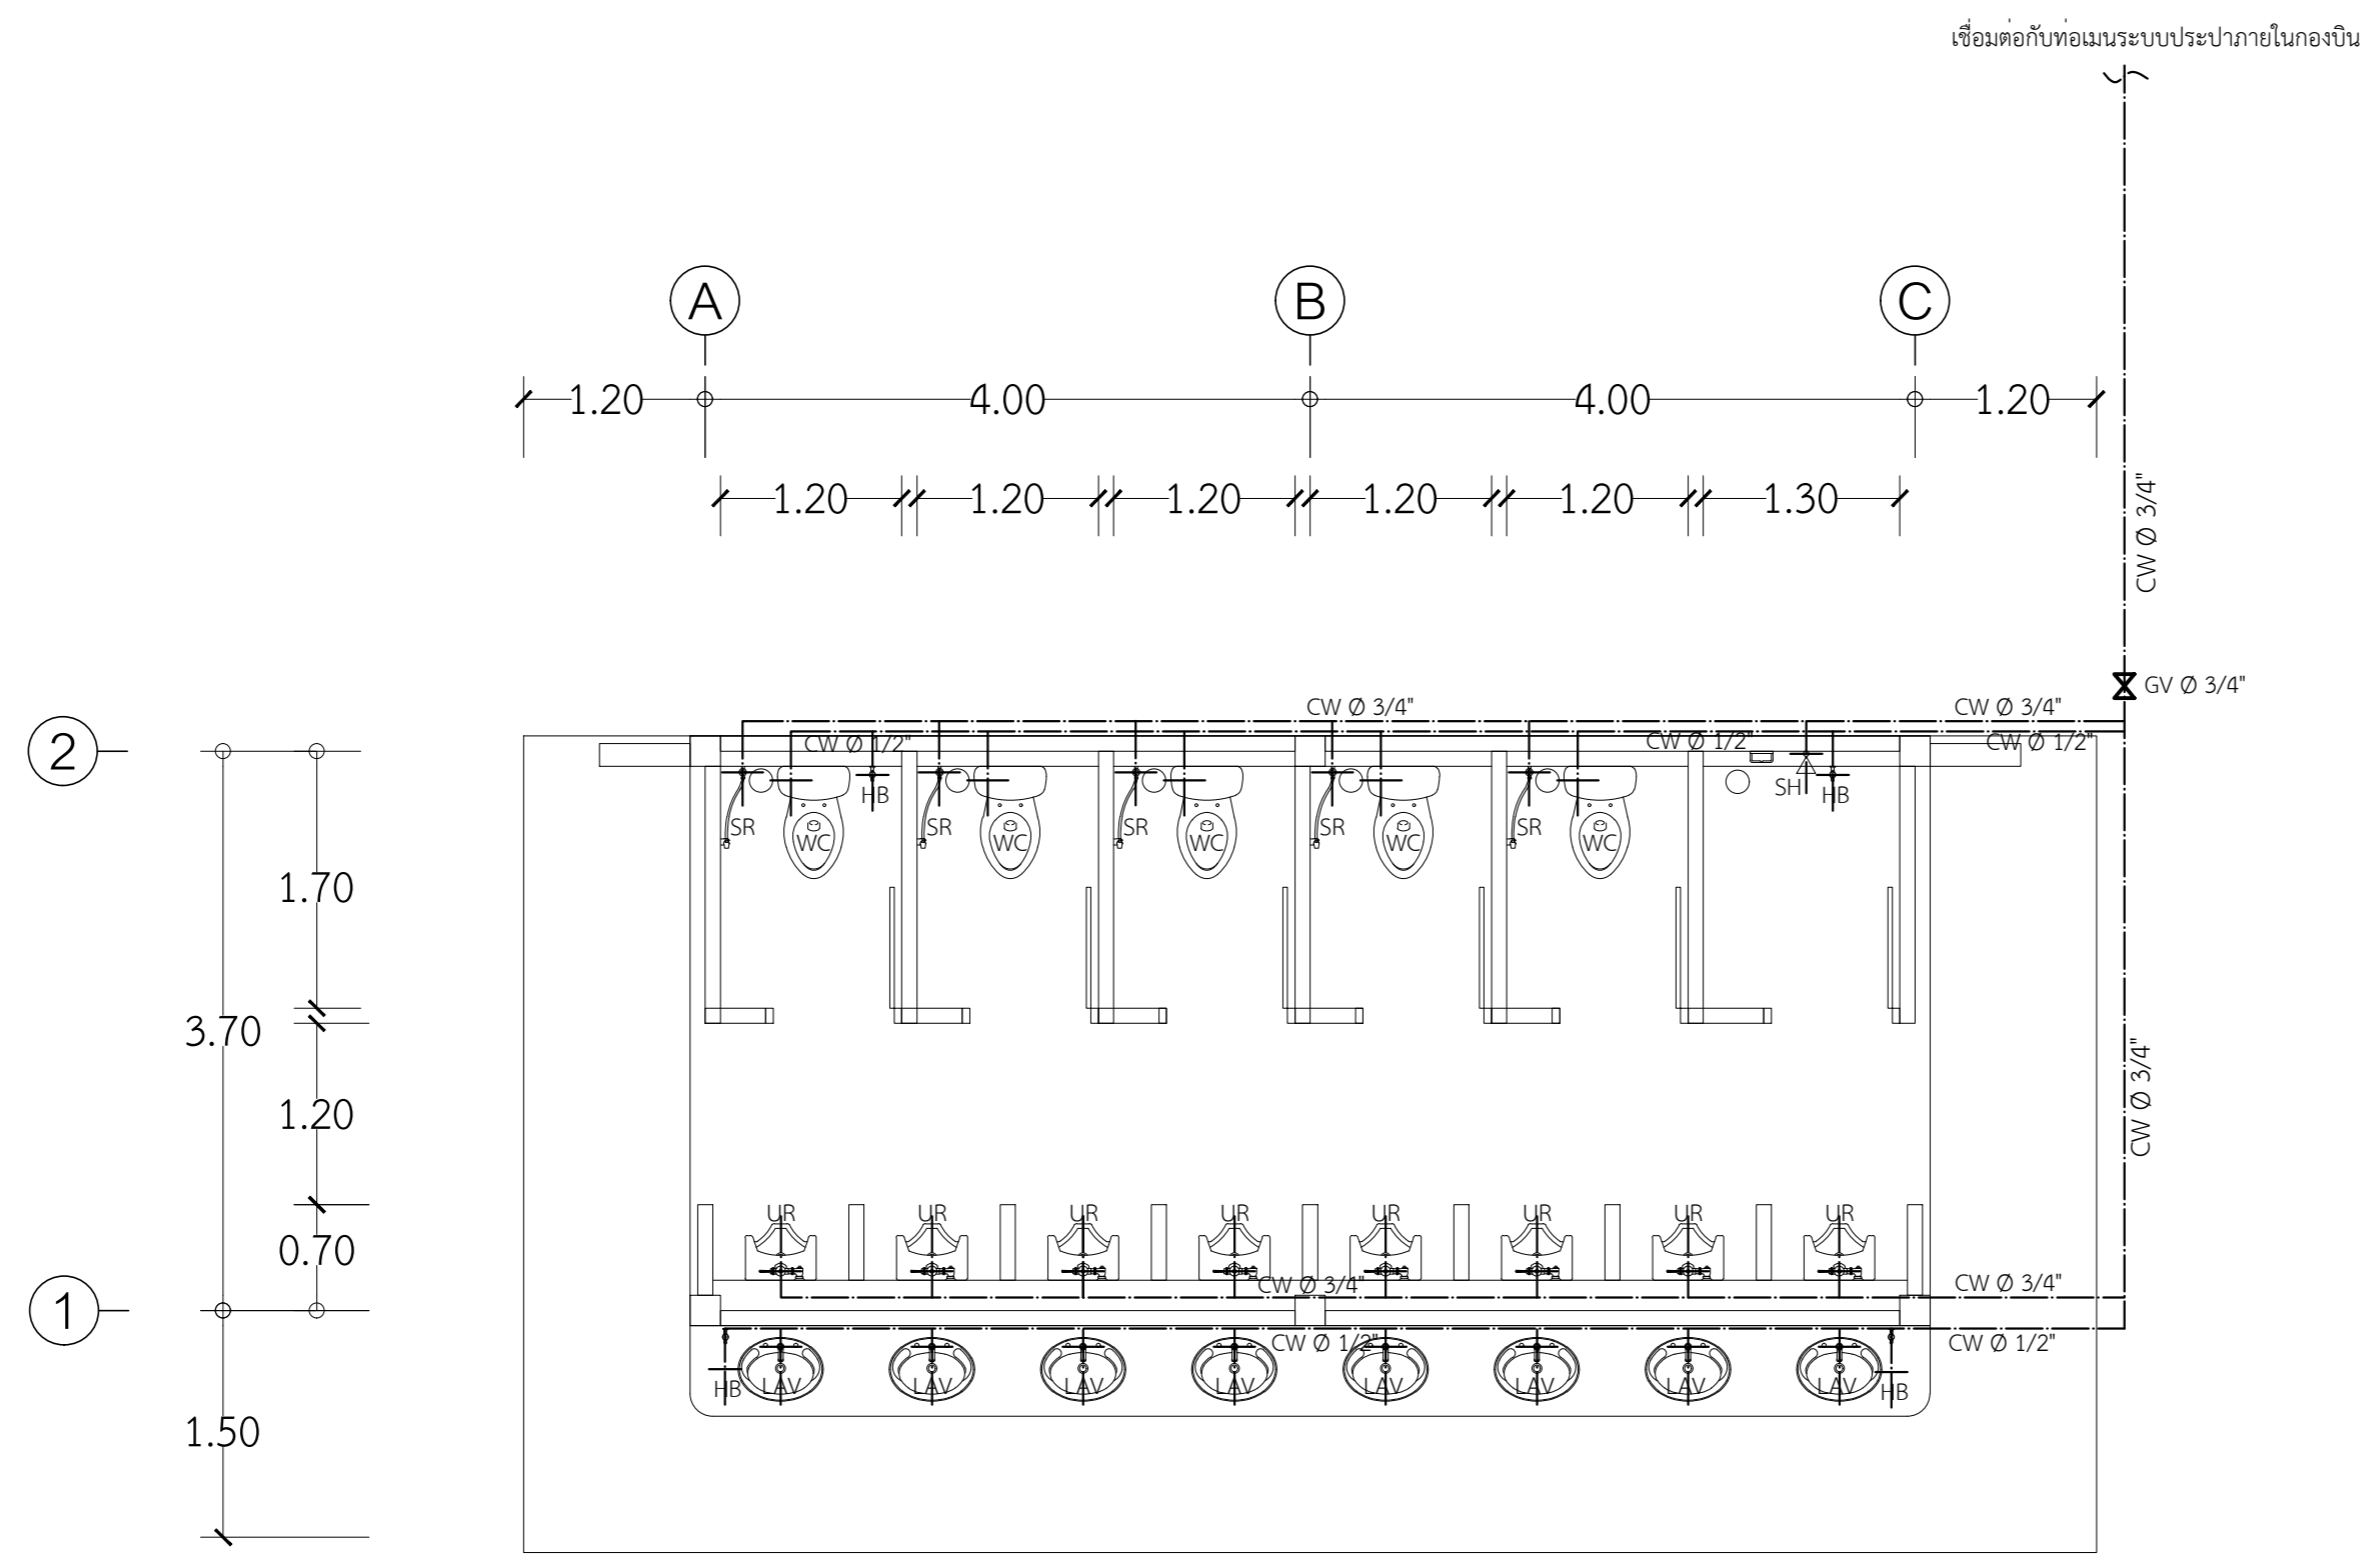 เชื่อมต่อกับท่อเมนระบบประปาภายในกองบิน
A B C
1.20 4.00 4.00 1.20
1.20 1.20 1.20 1.20 1.20 1.30
CW Ø 3/4"
GV Ø 3/4"
CW Ø 3/4" CW Ø 3/4"
2 CW Ø 1/2" CW Ø 1/2" CW Ø 1/2"
HB SH HB
SR SR SR SR SR
WC WC WC WC WC
1.70
3.70
1.20
CW Ø 3/4"
UR UR UR UR UR UR UR UR
0.70
CW Ø 3/4" CW Ø 3/4"
1
CW Ø 1/2" CW Ø 1/2"
HB LAV LAV LAV LAV LAV LAV LAV LAV HB
1.50